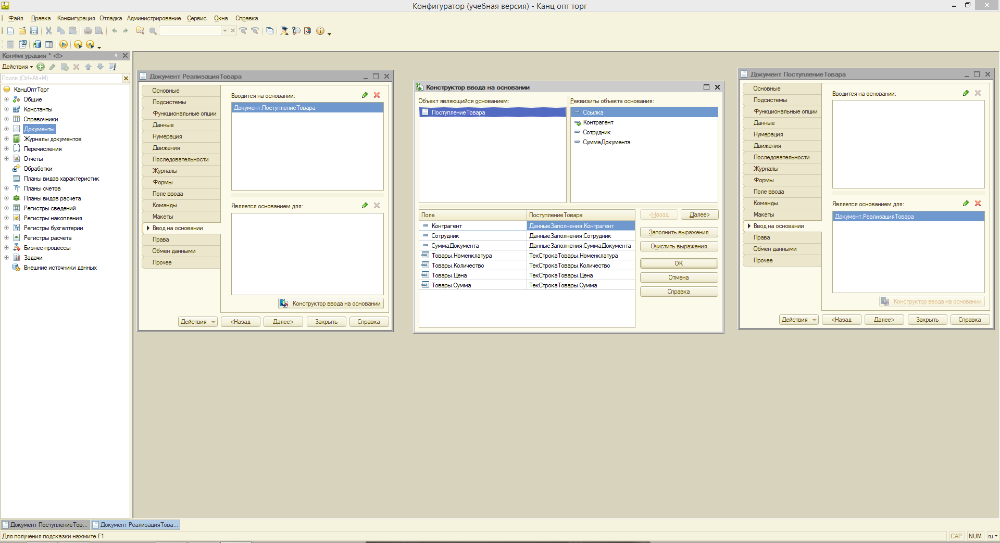 Конфигуратор (учебная версия) - Канц опт торг
Файл Правка Конфигурация Отладка Администрирование Сервис Окна Справка
Конфигурация * <!>
Действия
Поиск (Ctrl+Alt+M)
КанцОптТорг
Общие
Константы
Справочники
Документы
Журналы документов
Перечисления
Отчеты
Обработки
Планы видов характеристик
Планы счетов
Планы видов расчета
Регистры сведений
Регистры накопления
Регистры бухгалтерии
Регистры расчета
Бизнес-процессы
Задачи
Внешние источники данных
Документ РеализацияТовара
Основные
Подсистемы
Функциональные опции
Данные
Нумерация
Движения
Последовательности
Журналы
Формы
Поле ввода
Команды
Макеты
Ввод на основании
Права
Обмен данными
Прочее
Вводится на основании:
Документ.ПоступлениеТовара
Является основанием для:
Конструктор ввода на основании
Действия <Назад Далее> Закрыть Справка
Конструктор ввода на основании
Объект являющийся основанием:
ПоступлениеТовара
Реквизиты объекта основания:
Ссылка
Контрагент
Сотрудник
СуммаДокумента
Поле ПоступлениеТовара
Контрагент ДанныеЗаполнения.Контрагент
Сотрудник ДанныеЗаполнения.Сотрудник
СуммаДокумента ДанныеЗаполнения.СуммаДокумента
Товары.Номенклатура ТекСтрокаТовары.Номенклатура
Товары.Количество ТекСтрокаТовары.Количество
Товары.Цена ТекСтрокаТовары.Цена
Товары.Сумма ТекСтрокаТовары.Сумма
<Назад Далее>
Заполнить выражения
Очистить выражения
OK
Отмена
Справка
Документ ПоступлениеТовара
Основные
Подсистемы
Функциональные опции
Данные
Нумерация
Движения
Последовательности
Журналы
Формы
Поле ввода
Команды
Макеты
Ввод на основании
Права
Обмен данными
Прочее
Вводится на основании:
Является основанием для:
Документ.РеализацияТовара
Конструктор ввода на основании
Действия <Назад Далее> Закрыть Справка
Документ ПоступлениеТов... Документ РеализацияТова...
Для получения подсказки нажмите F1
CAP NUM ru